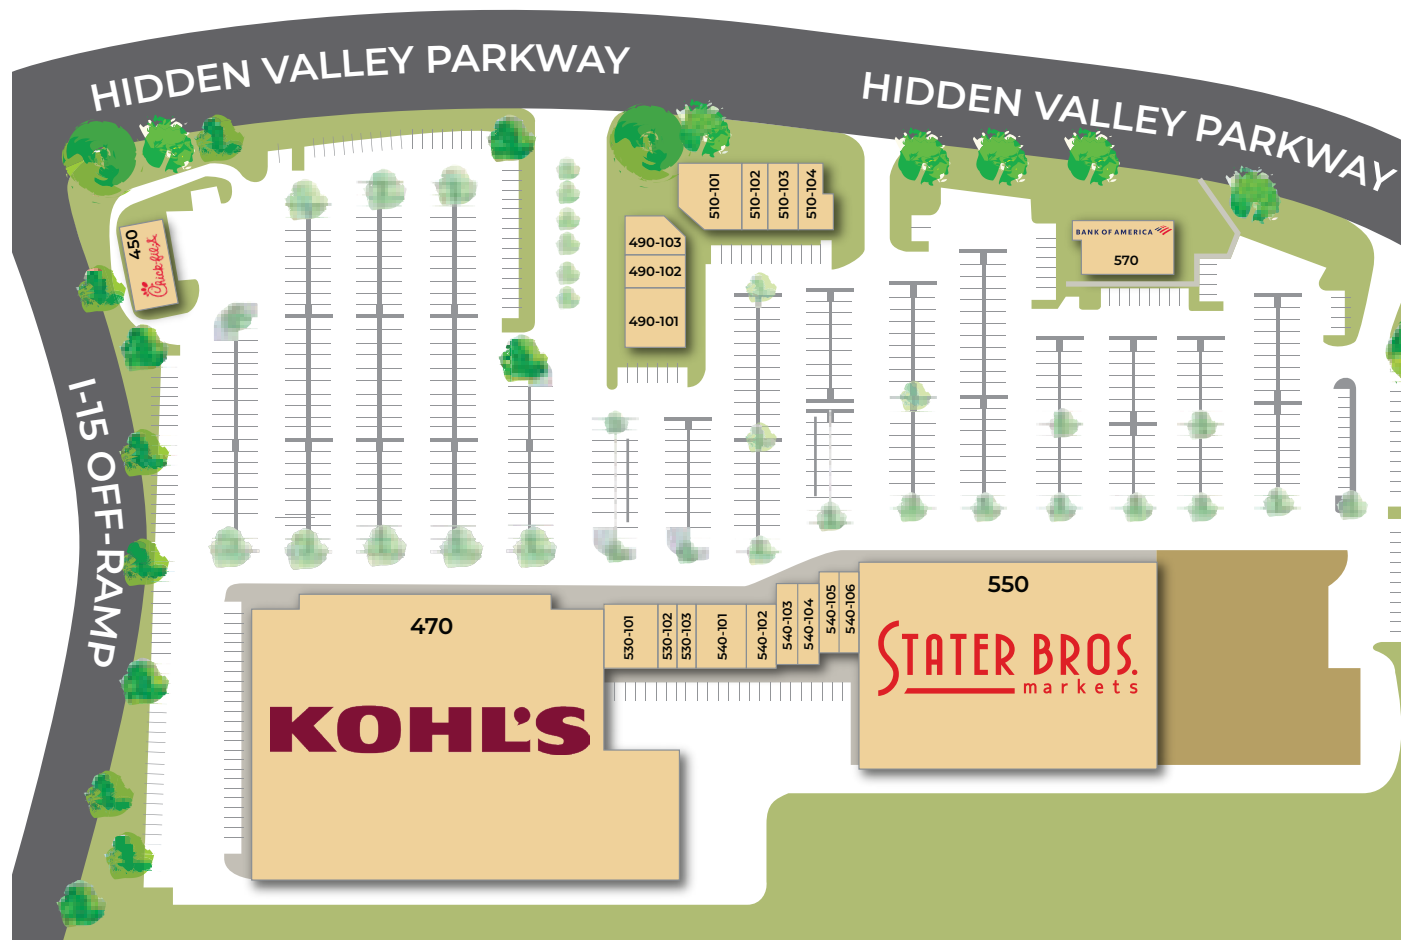 HIDDEN VALLEY PARKWAY
HIDDEN VALLEY PARKWAY
I-15 OFF-RAMP
450
Chick-fil-A
510-101
510-102
510-103
510-104
490-103
490-102
490-101
BANK OF AMERICA
570
470
KOHL'S
530-101
530-102
530-103
540-101
540-102
540-103
540-104
540-105
540-106
550
STATER BROS.
markets